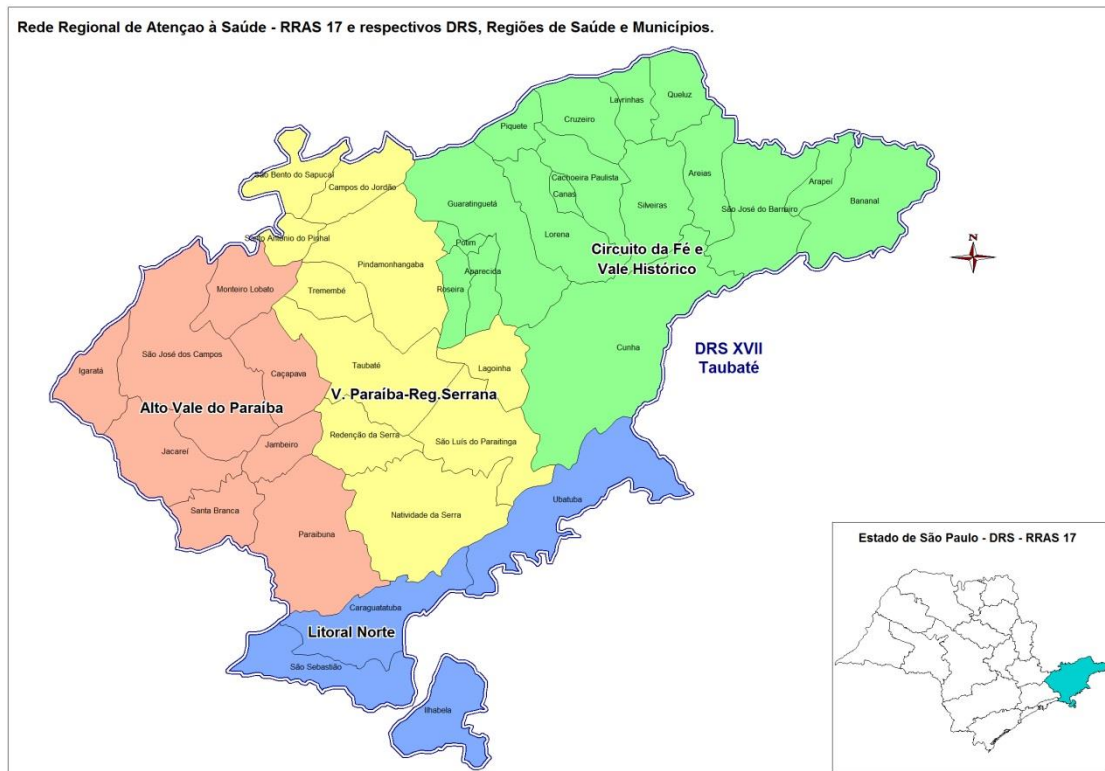 Rede Regional de Atençao à Saúde - RRAS 17 e respectivos DRS, Regiões de Saúde e Municípios.
Lavrinhas
Queluz
Piquete
Cruzeiro
São Bento do Sapucaí
Campos do Jordão
Cachoeira Paulista
Canas
Areias
Arapeí
Bananal
Guaratinguetá
Silveiras
São José do Barreiro
Santo Antônio do Pinhal
Lorena
Potim
Aparecida
Circuito da Fé e
Vale Histórico
N
Pindamonhangaba
Roseira
Monteiro Lobato
Tremembé
Cunha
DRS XVII
Taubaté
São José dos Campos
Igaratá
Caçapava
Taubaté
Lagoinha
V. Paraíba-Reg.Serrana
Alto Vale do Paraíba
Redenção da Serra
São Luís do Paraitinga
Jacareí
Jambeiro
Ubatuba
Santa Branca
Natividade da Serra
Paraibuna
Caraguatatuba
Litoral Norte
São Sebastião
Ilhabela
Estado de São Paulo - DRS - RRAS 17